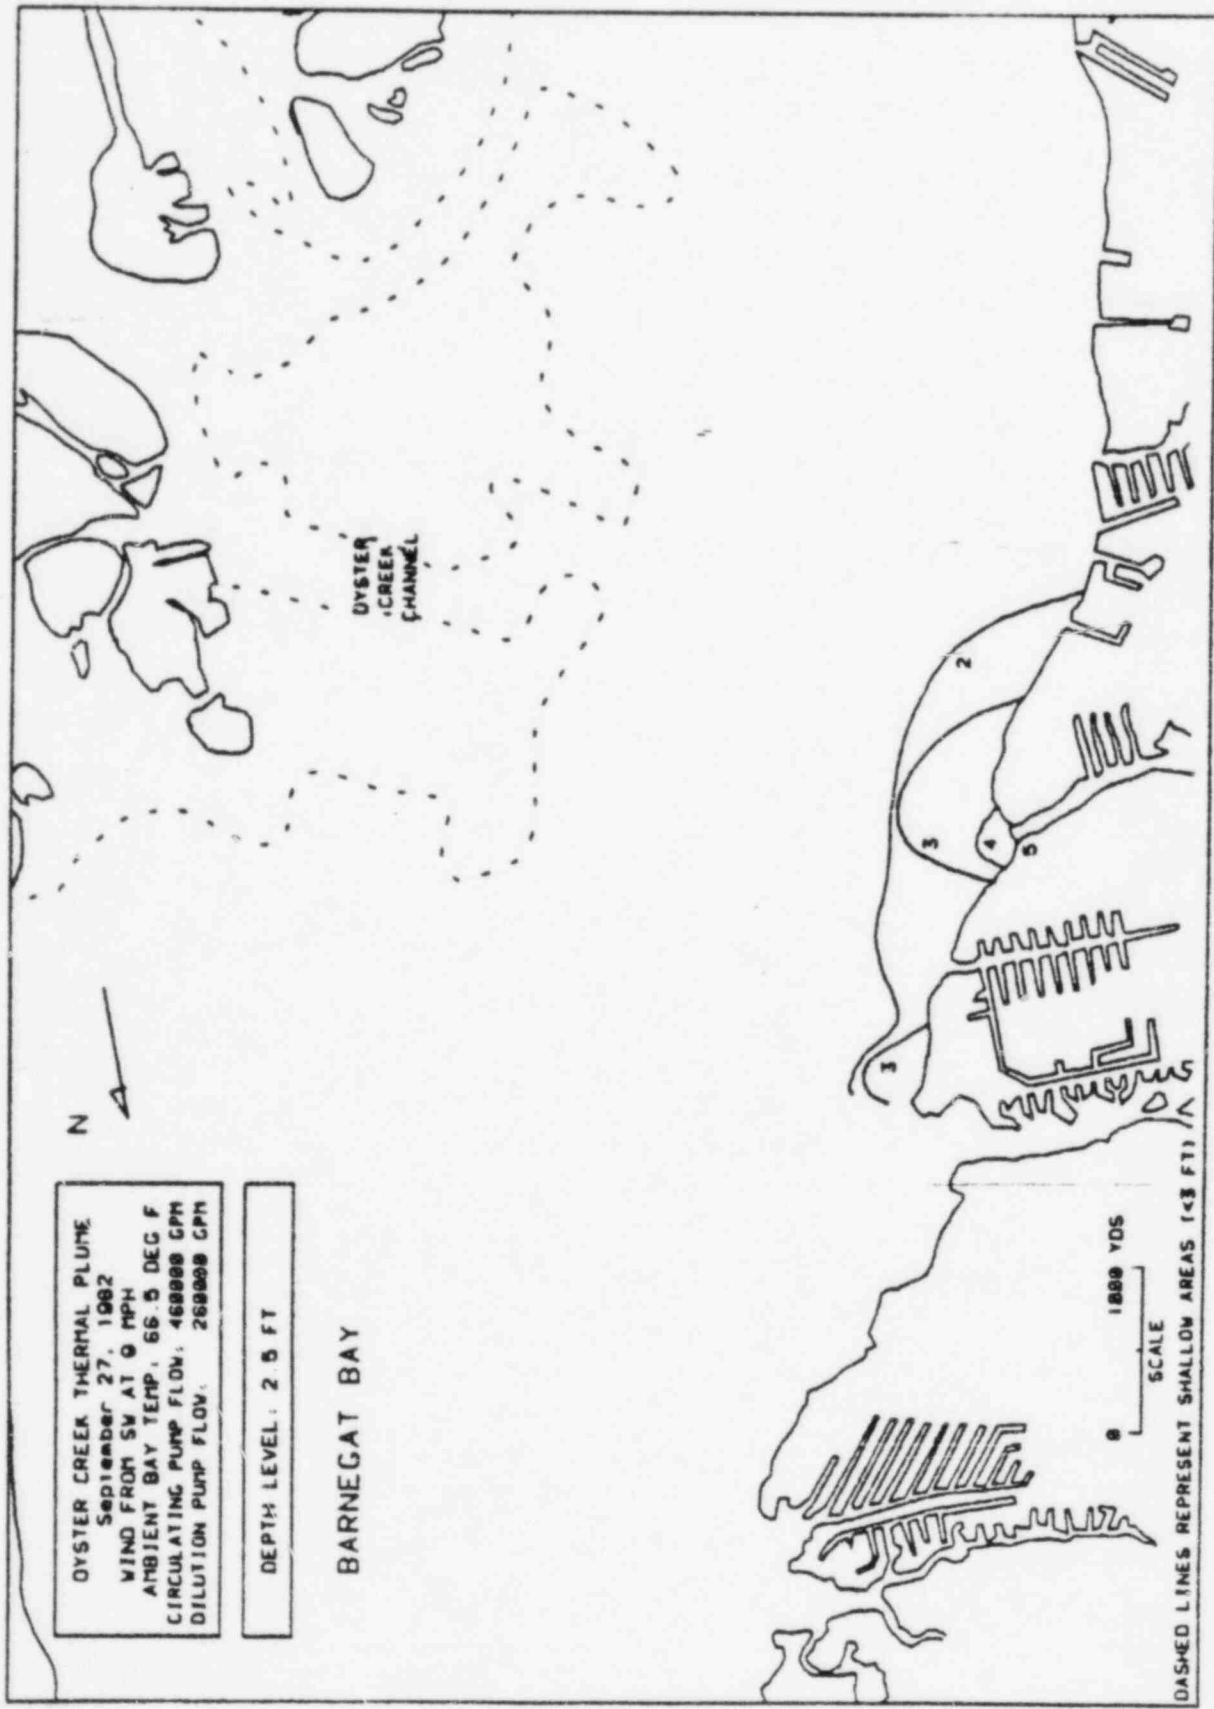 OYSTER CREEK THERMAL PLUME
September 27, 1982
WIND FROM SW AT 9 MPH
AMBIENT BAY TEMP: 66.5 DEG F
CIRCULATING PUMP FLOW: 460000 GPM
DILUTION PUMP FLOW: 260000 GPM
DEPTH LEVEL: 2.5 FT
N
BARNEGAT BAY
OYSTER
CREEK
CHANNEL
2
3
4
5
3
0 1000 YDS
SCALE
DASHED LINES REPRESENT SHALLOW AREAS (<3 FT)